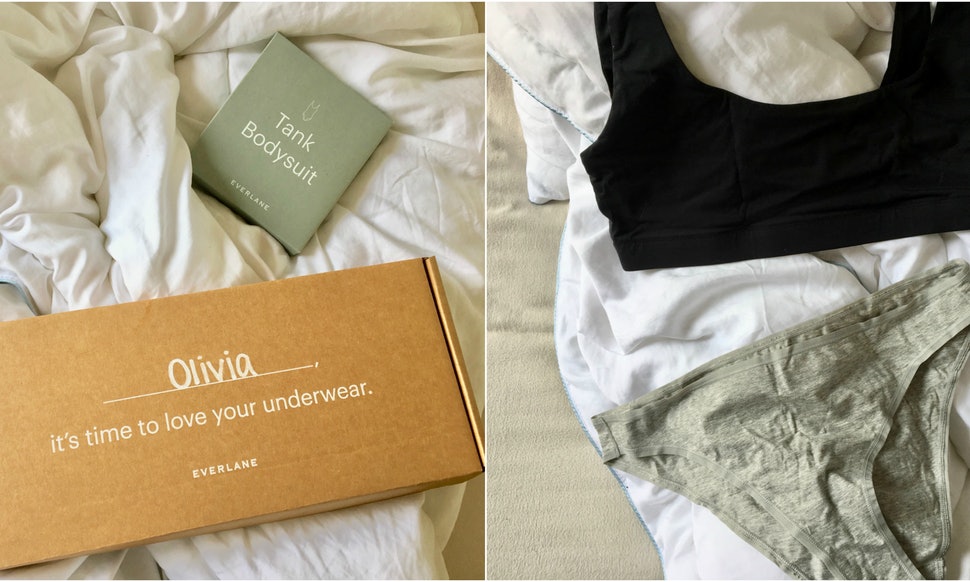 Tank
Bodysuit
EVERLANE
Olivia,
it's time to love your underwear.
EVERLANE